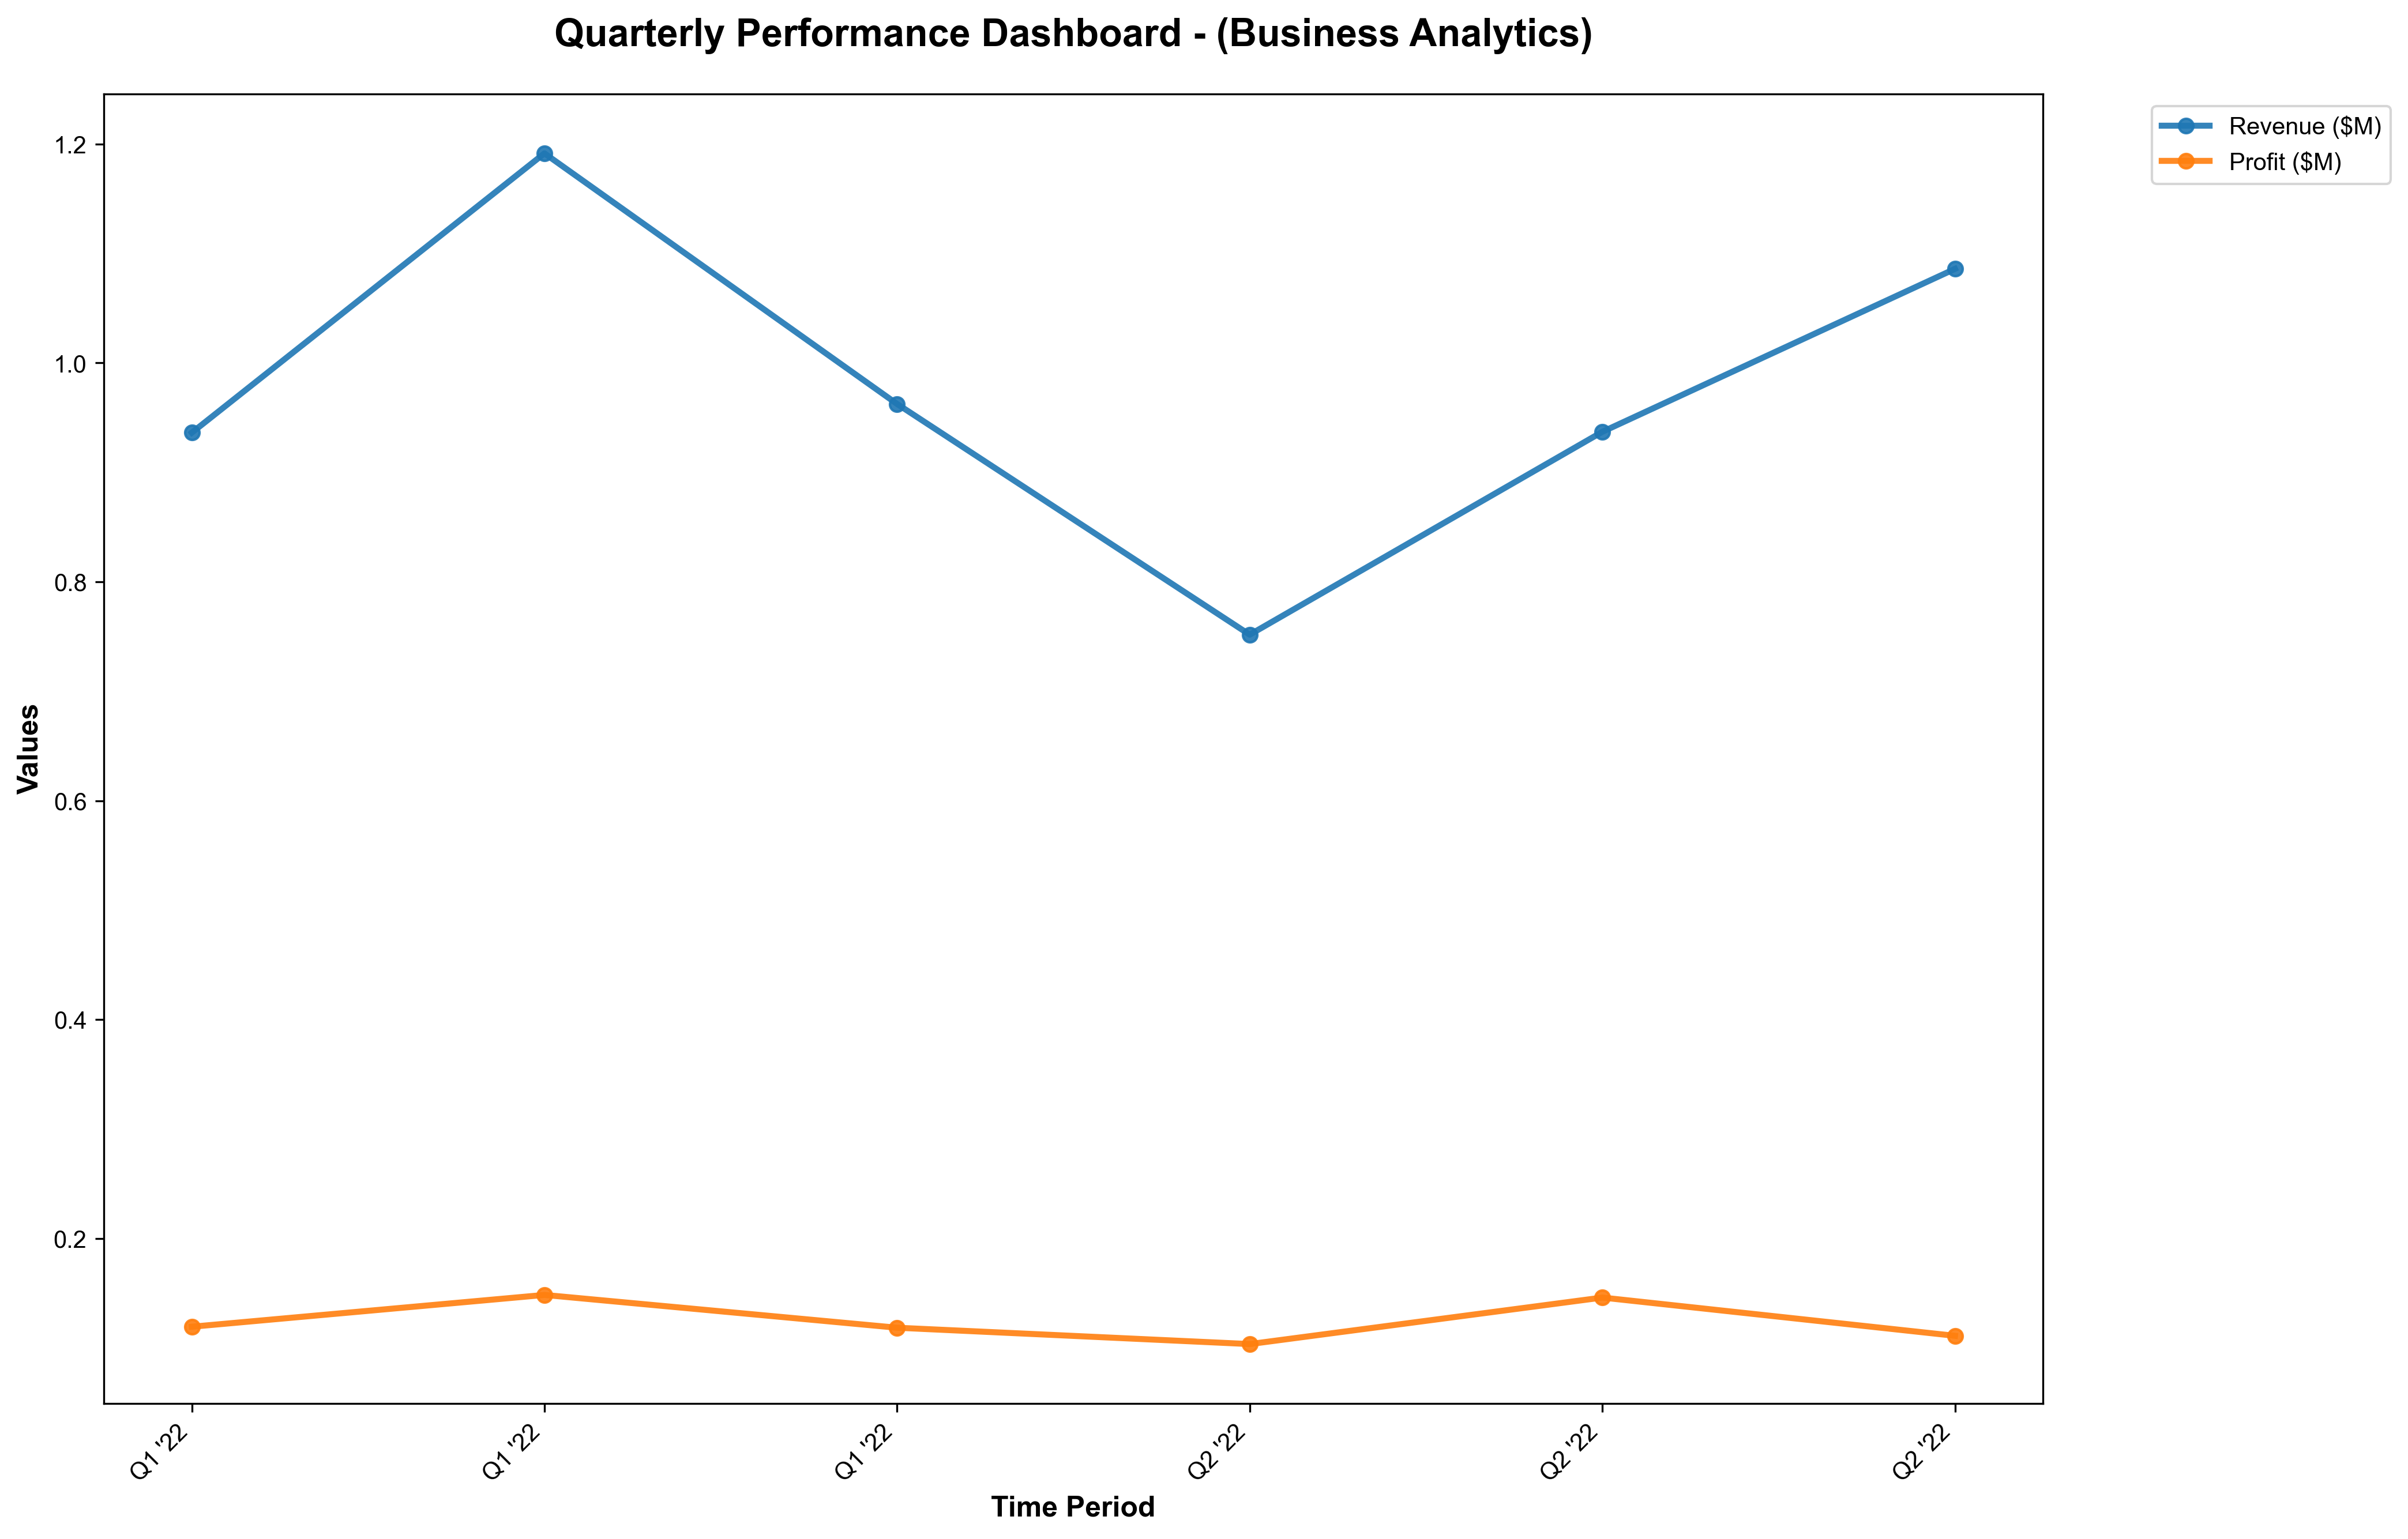 Quarterly Performance Dashboard - (Business Analytics)
Revenue ($M)
Profit ($M)
1.2
1.0
0.8
0.6
0.4
0.2
Values
Q1 '22
Q1 '22
Q1 '22
Q2 '22
Q2 '22
Q2 '22
Time Period